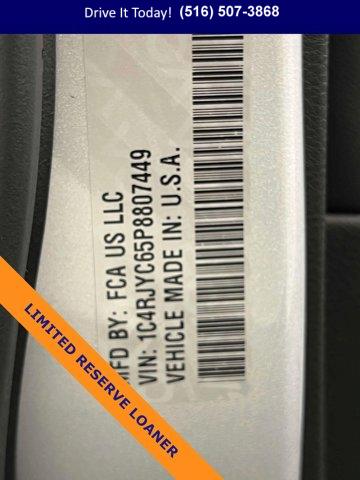 Drive It Today! (516) 507-3868
MFD BY: FCA US LLC
VIN: 1C4RJYC65P8807449
VEHICLE MADE IN: U.S.A.
LIMITED RESERVE LOANER